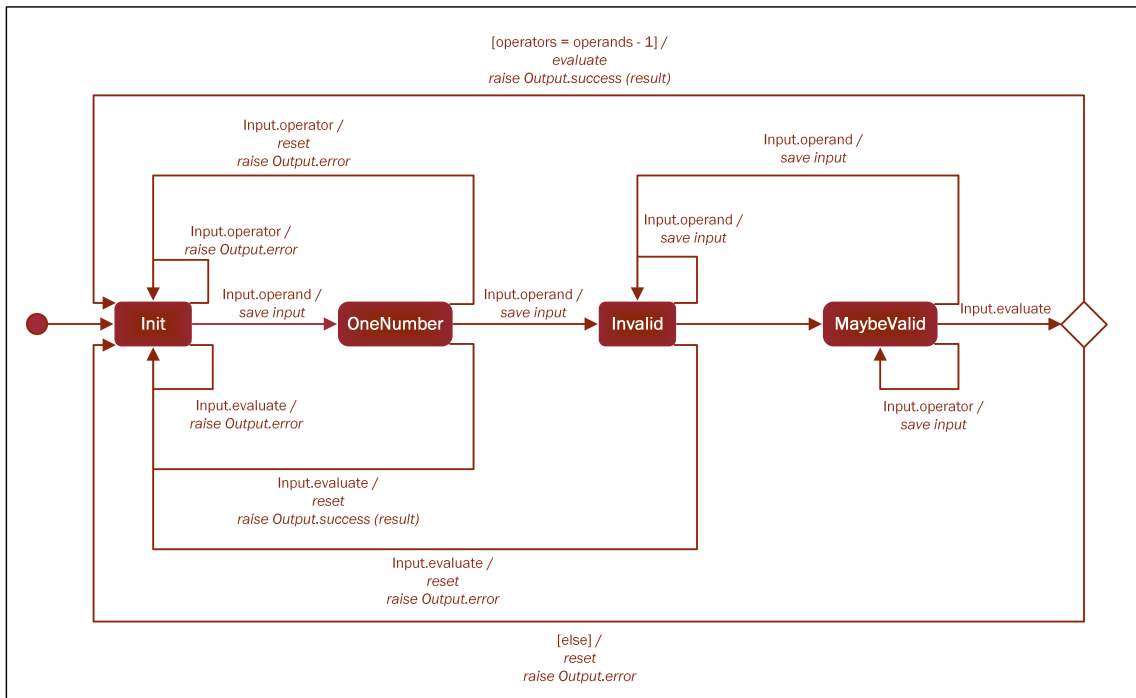 [operators = operands - 1] /
evaluate
raise Output.success (result)
Input.operator /
reset
raise Output.error
Input.operand /
save input
Input.operator /
raise Output.error
Input.operand /
save input
Input.operand /
save input
Input.operand /
save input
Input.evaluate
Init
OneNumber
Invalid
MaybeValid
Input.evaluate /
raise Output.error
Input.operator /
save input
Input.evaluate /
reset
raise Output.success (result)
Input.evaluate /
reset
raise Output.error
[else] /
reset
raise Output.error